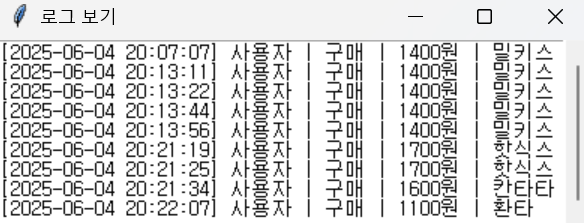 로그 보기
[2025-06-04 20:07:07] 사용자 | 구매 | 1400원 | 밀키스
[2025-06-04 20:13:11] 사용자 | 구매 | 1400원 | 밀키스
[2025-06-04 20:13:22] 사용자 | 구매 | 1400원 | 밀키스
[2025-06-04 20:13:44] 사용자 | 구매 | 1400원 | 밀키스
[2025-06-04 20:13:56] 사용자 | 구매 | 1400원 | 밀키스
[2025-06-04 20:21:19] 사용자 | 구매 | 1700원 | 핫식스
[2025-06-04 20:21:25] 사용자 | 구매 | 1700원 | 핫식스
[2025-06-04 20:21:34] 사용자 | 구매 | 1600원 | 칸타타
[2025-06-04 20:22:07] 사용자 | 구매 | 1100원 | 환타